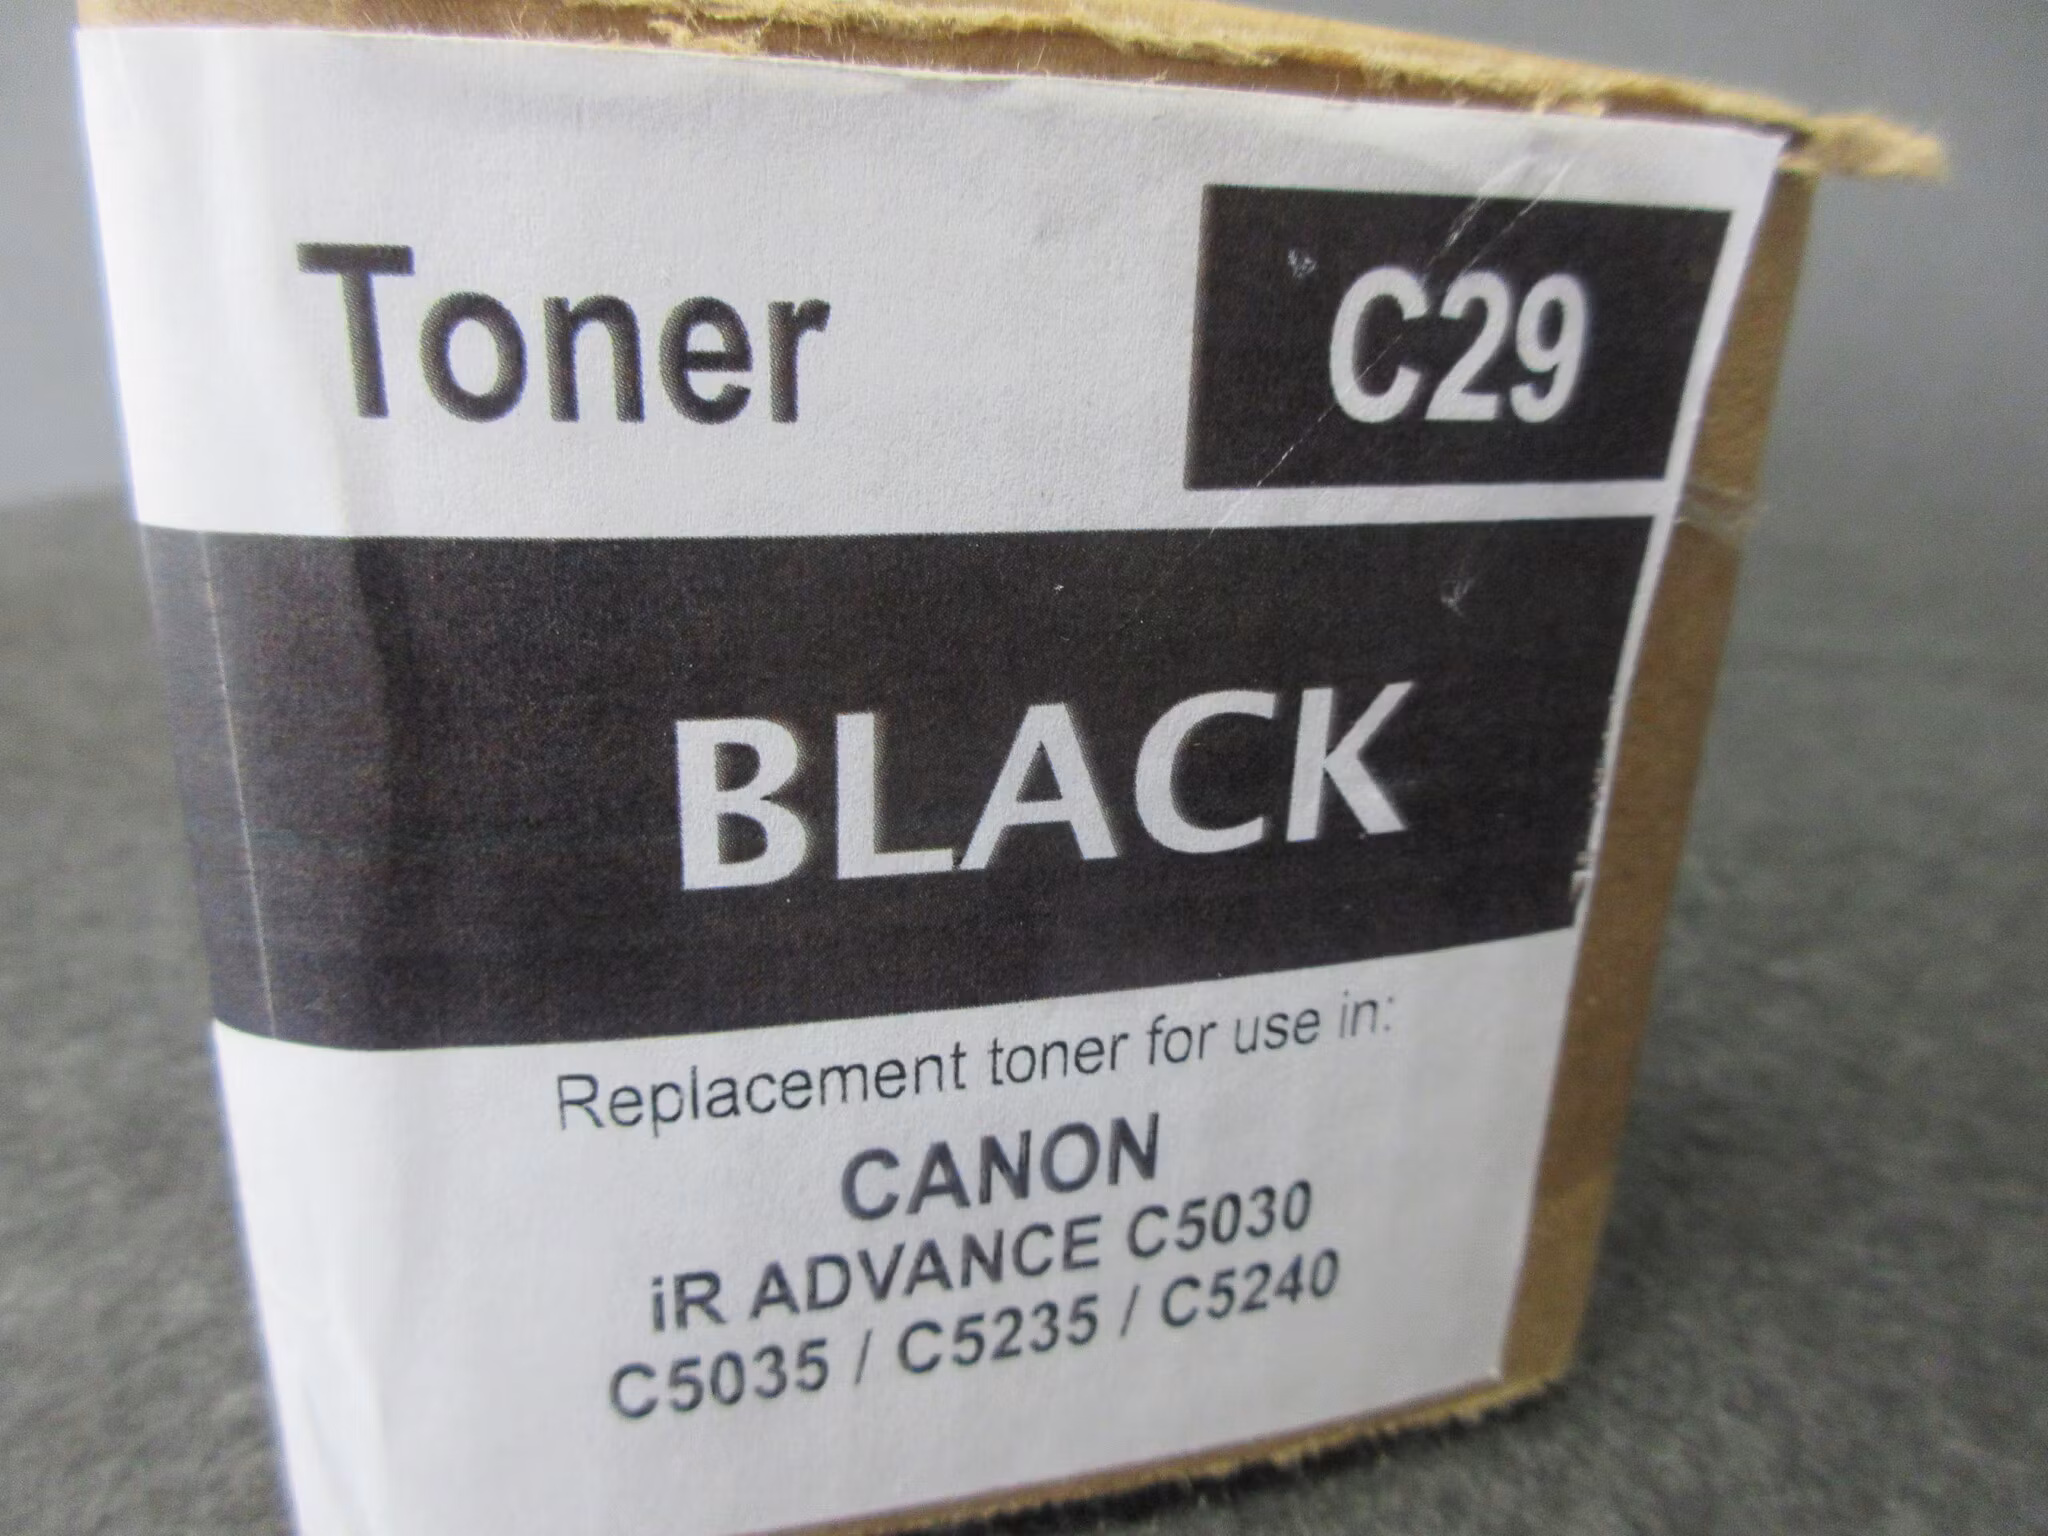 Toner
C29
BLACK
Replacement toner for use in:
CANON
iR ADVANCE C5030
C5035 / C5235 / C5240